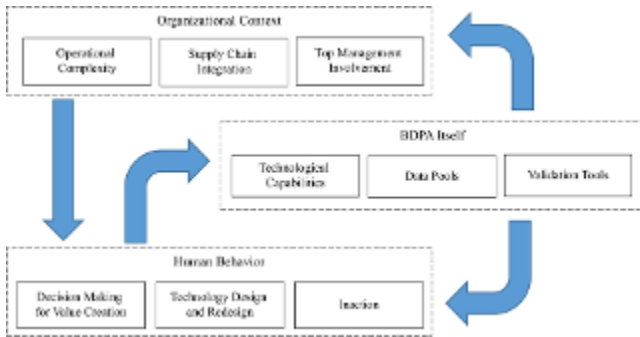 Organizational Context
Operational
Complexity
Supply Chain
Integration
Top Management
Involvement
BDPA Itself
Technological
Capabilities
Data Pools
Validation Tools
Human Behavior
Decision Making
for Value Creation
Technology Design
and Redesign
Inaction